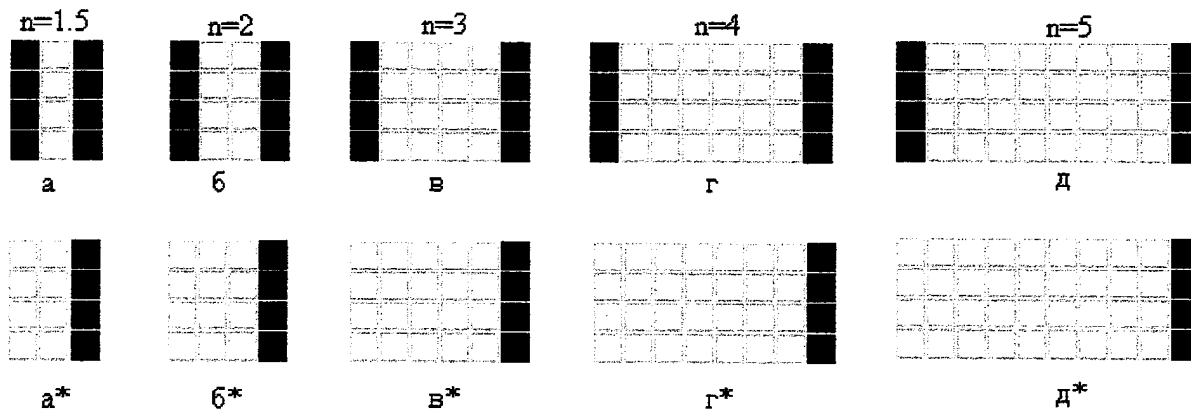 n=1.5 n=2 n=3 n=4 n=5
а б в г д
а* б* в* г* д*